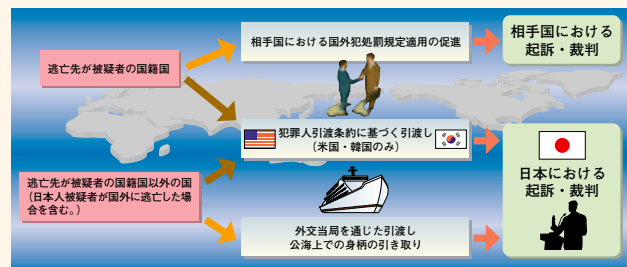 逃亡先が被疑者の国籍国
逃亡先が被疑者の国籍国以外の国
(日本人被疑者が国外に逃亡した場
合を含む。)
相手国における国外犯処罰規定適用の促進
犯罪人引渡条約に基づく引渡し
(米国・韓国のみ)
外交当局を通じた引渡し
公海上での身柄の引き取り
相手国における
起訴・裁判
日本における
起訴・裁判